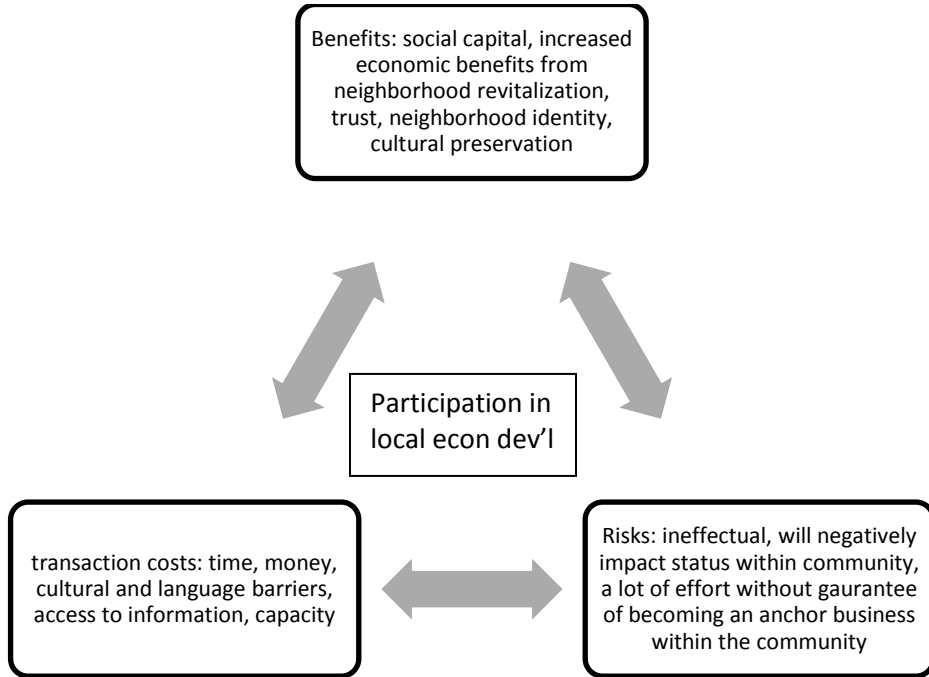 Benefits: social capital, increased
economic benefits from
neighborhood revitalization,
trust, neighborhood identity,
cultural preservation
Participation in
local econ dev’l
transaction costs: time, money,
cultural and language barriers,
access to information, capacity
Risks: ineffectual, will negatively
impact status within community,
a lot of effort without gaurantee
of becoming an anchor business
within the community